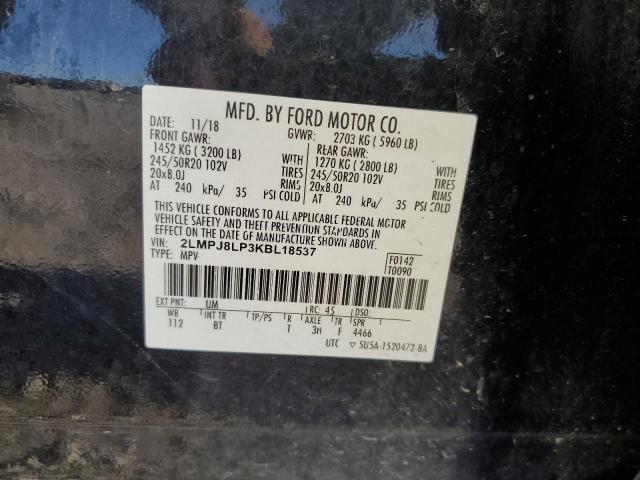 MFD. BY FORD MOTOR CO.
DATE: 11/18 GVWR: 2703 KG ( 5960 LB)
FRONT GAWR: REAR GAWR:
1452 KG ( 3200 LB) WITH 1270 KG ( 2800 LB) WITH
245/50R20 102V TIRES 245/50R20 102V TIRES
20x8.0J RIMS 20x8.0J RIMS
AT 240 kPa/ 35 PSI COLD AT 240 kPa/ 35 PSI COLD
THIS VEHICLE CONFORMS TO ALL APPLICABLE FEDERAL MOTOR
VEHICLE SAFETY AND THEFT PREVENTION STANDARDS IN
EFFECT ON THE DATE OF MANUFACTURE SHOWN ABOVE.
VIN: 2LMPJ8LP3KBL18537 F0142
TYPE: MPV T0090
EXT PNT: UM RC: 45 DSO:
WB INT TR TP/PS R AXLE TR SPR
112 BT T 3H F 4466
UTC ▽ SU5A-1520472-BA